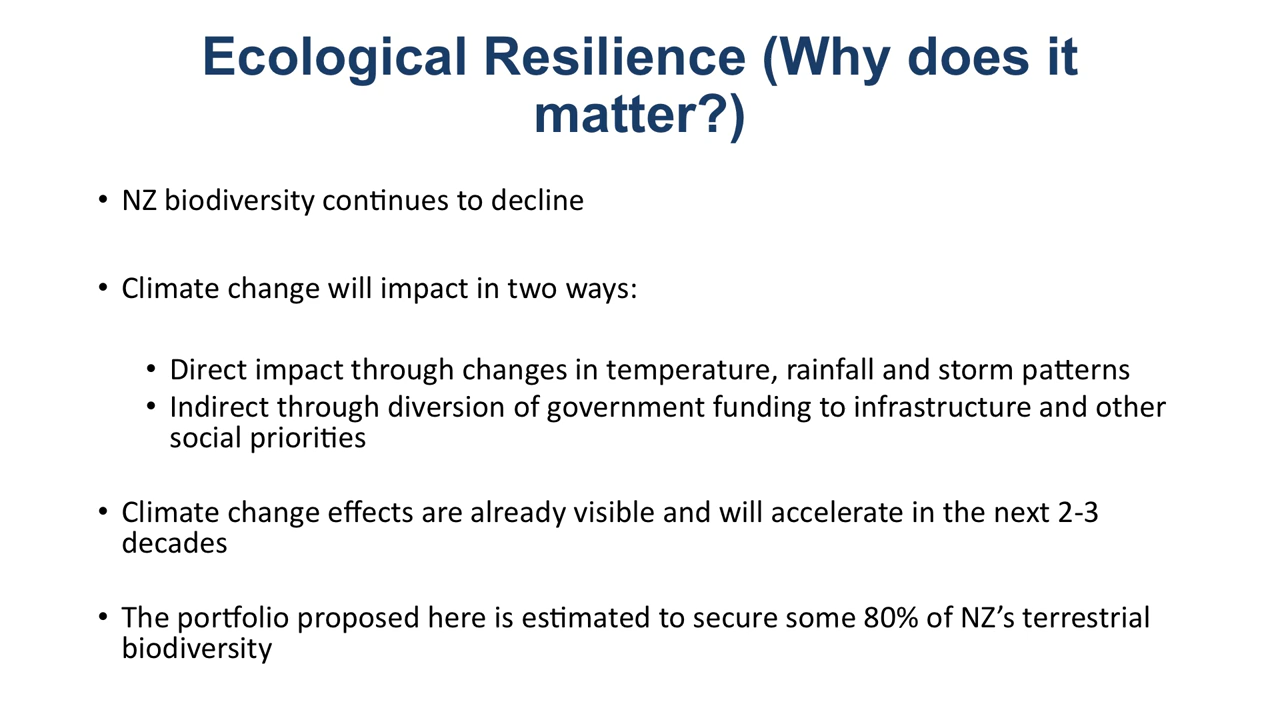 Ecological Resilience (Why does it
matter?)
• NZ biodiversity continues to decline
• Climate change will impact in two ways:
• Direct impact through changes in temperature, rainfall and storm patterns
• Indirect through diversion of government funding to infrastructure and other
social priorities
• Climate change effects are already visible and will accelerate in the next 2-3
decades
• The portfolio proposed here is estimated to secure some 80% of NZ’s terrestrial
biodiversity